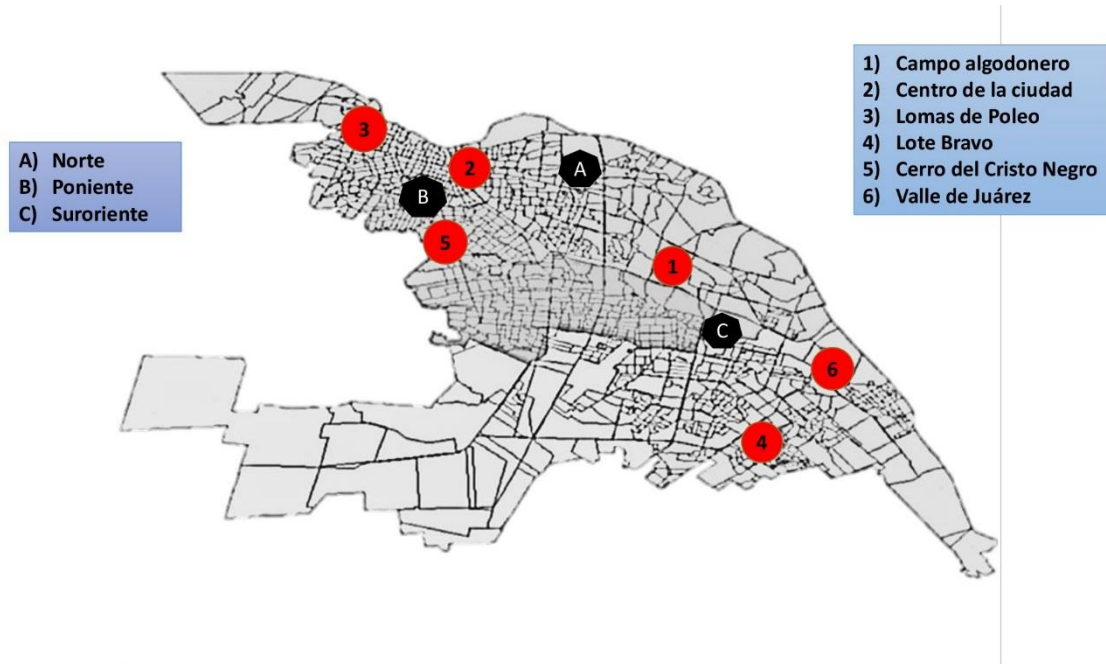 A) Norte
B) Poniente
C) Suroriente
1) Campo algodonero
2) Centro de la ciudad
3) Lomas de Poleo
4) Lote Bravo
5) Cerro del Cristo Negro
6) Valle de Juárez
3
2
A
B
5
1
C
6
4